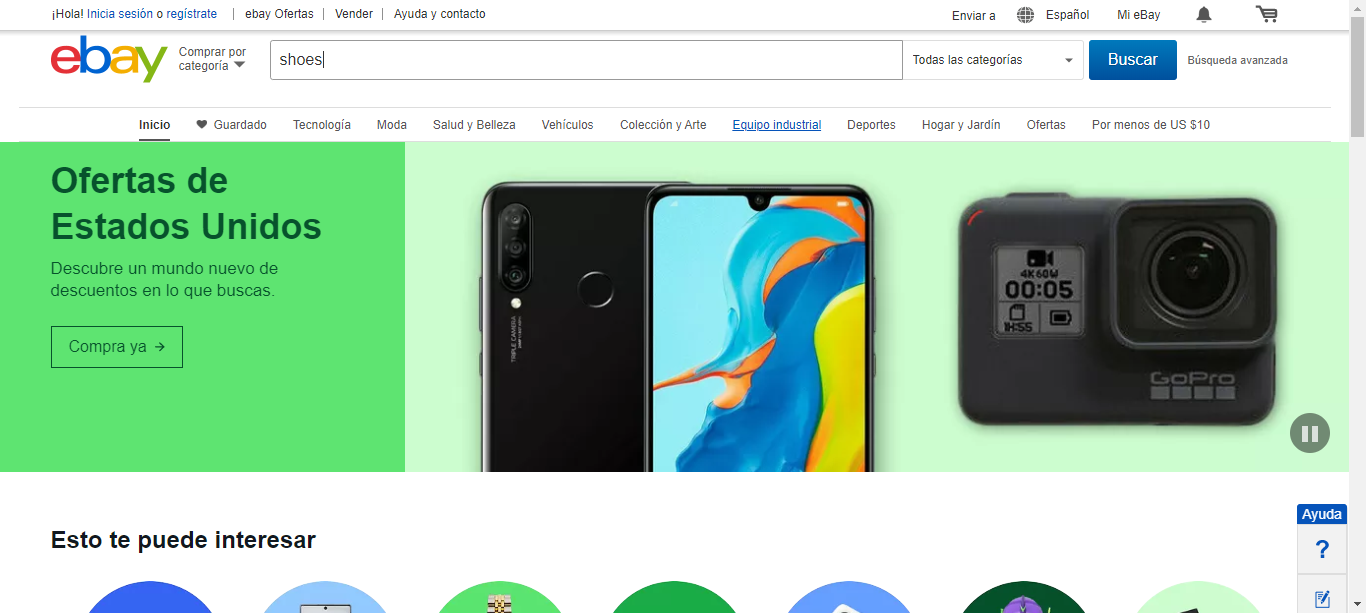 ¡Hola! Inicia sesión o regístrate | ebay Ofertas | Vender | Ayuda y contacto
Enviar a Español Mi eBay
ebay
Comprar por
categoría
shoes
Todas las categorías
Buscar
Búsqueda avanzada
Inicio Guardado Tecnología Moda Salud y Belleza Vehículos Colección y Arte Equipo industrial Deportes Hogar y Jardín Ofertas Por menos de US $10
Ofertas de
Estados Unidos
Descubre un mundo nuevo de
descuentos en lo que buscas.
Compra ya →
TRIPLE CAMERA
4K60W
00:05
1H:55
GoPro
Ayuda
?
Esto te puede interesar